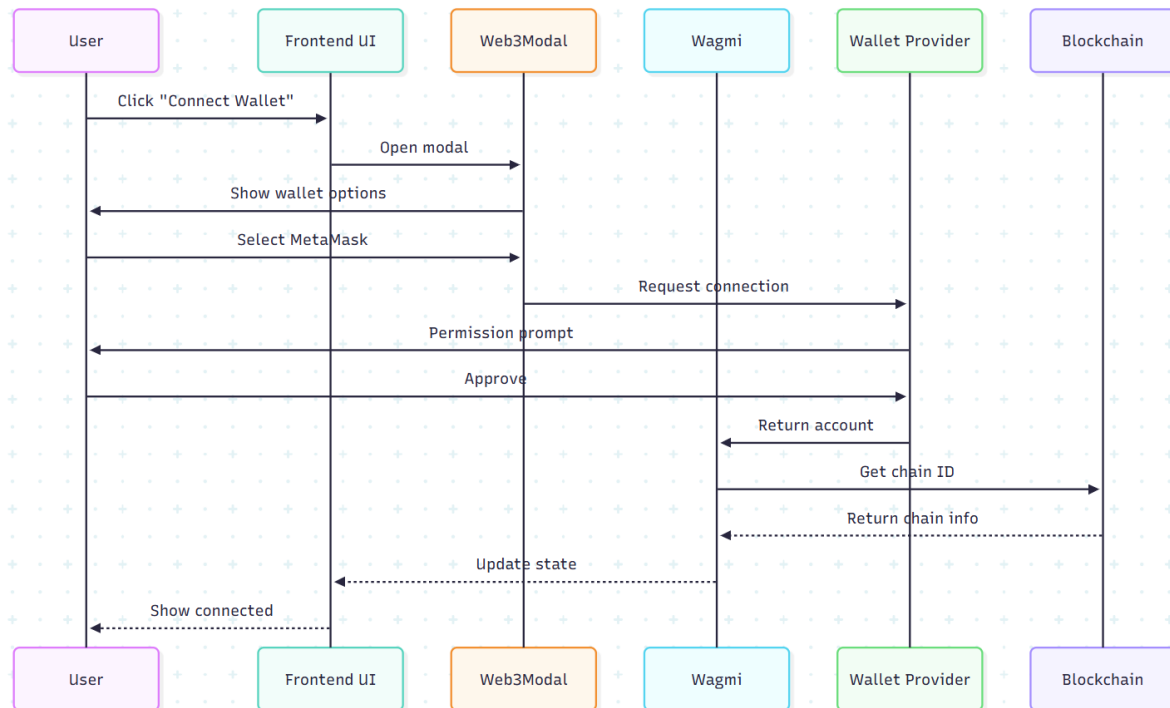 User
Frontend UI
Web3Modal
Wagmi
Wallet Provider
Blockchain
Click "Connect Wallet"
Open modal
Show wallet options
Select MetaMask
Request connection
Permission prompt
Approve
Return account
Get chain ID
Return chain info
Update state
Show connected
User
Frontend UI
Web3Modal
Wagmi
Wallet Provider
Blockchain